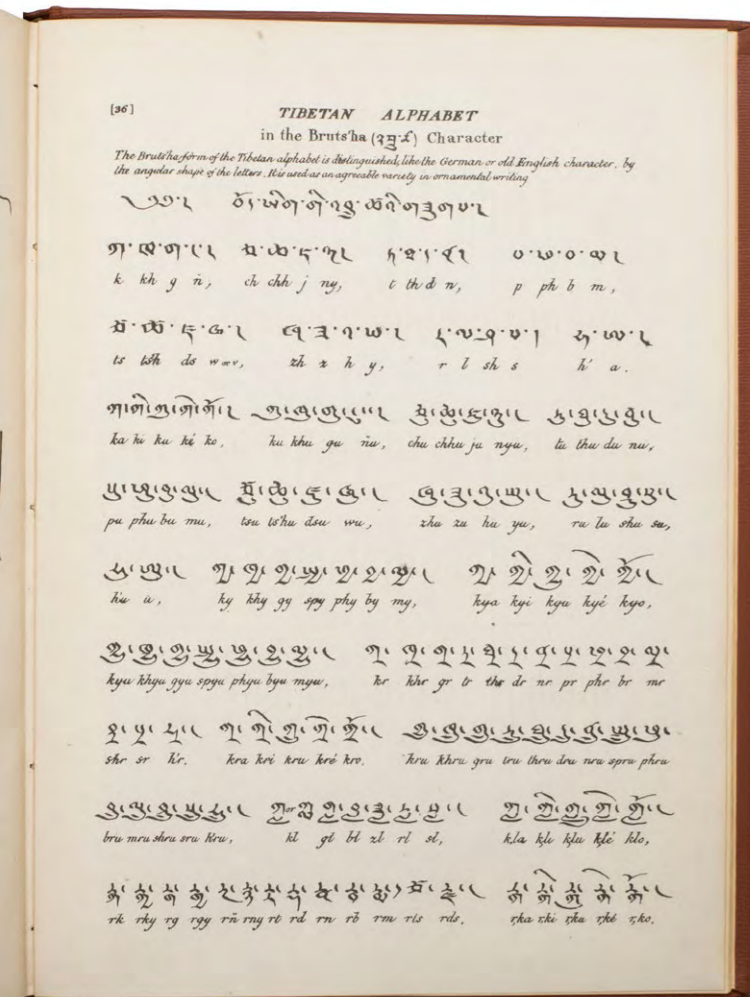 [36]
TIBETAN ALPHABET
in the Bruts'ha (འབྲུ་ཚ) Character
The Bruts'ha form of the Tibetan alphabet is distinguished, like the German or old English character, by
the angular shape of the letters. It is used as an agreeable variety in ornamental writing
ཀ་ཁ་ག་ང། ཅ་ཆ་ཇ་ཉ། ཏ་ཐ་ད་ན། པ་ཕ་བ་མ།
k kh g ñ, ch chh j ny, t th d n, p ph b m,
ཙ་ཚ་ཛ་ཝ། ཞ་ཟ་འ་ཡ། ར་ལ་ཤ་ས། ཧ་ཨ།
ts ts'h ds w or v, zh z h y, r l sh s h' a.
ཀ་ཀི་ཀུ་ཀེ་ཀོ། ཀུ་ཁུ་གུ་ངུ། ཅུ་ཆུ་ཇུ་ཉུ། ཏུ་ཐུ་དུ་ནུ།
ka ki ku ké ko, ku khu gu ñu, chu chhu ju nyu, tu thu du nu,
པུ་ཕུ་བུ་མུ། ཙུ་ཚུ་ཛུ་ཝུ། ཞུ་ཟུ་འུ་ཡུ། རུ་ལུ་ཤུ་སུ།
pu phu bu mu, tsu ts'hu dsu wu, zhu zu hu yu, ru lu shu su,
ཧུ་ཨུ། ཀྱ་ཁྱ་གྱ་སྤྱ་ཕྱ་བྱ་མྱ། ཀྱ་ཀྱི་ཀྱུ་ཀྱེ་ཀྱོ།
h'u u, ky khy gy spy phy by my, kya kyi kyu kyé kyo,
ཀྱུ་ཁྱུ་གྱུ་སྤྱུ་ཕྱུ་བྱུ་མྱུ། ཀྲ་ཁྲ་གྲ་ཏྲ་ཐྲ་དྲ་ནྲ་པྲ་ཕྲ་བྲ་མྲ་
kyu khyu gyu spyu phyu byu myu, kr khr gr tr thr dr nr pr phr br mr
ཤྲ་སྲ་ཧྲ། ཀྲ་ཀྲི་ཀྲུ་ཀྲེ་ཀྲོ། ཀྲུ་ཁྲུ་གྲུ་ཏྲུ་ཐྲུ་དྲུ་ནྲུ་སྤྲུ་ཕྲུ་
shr sr h'r, kra kri kru kré kro. kru khru gru tru thru dru nru spru phru
བྲུ་མྲུ་ཤྲུ་སྲུ་ཧྲུ། ཀླ or ཀླ་གླ་བླ་ཟླ་རླ་སླ། ཀླ་ཀླི་ཀླུ་ཀླེ་ཀློ།
bru mru shru sru h'ru, kl gl bl zl rl sl, kla kli klu klé klo,
རྐ་རྐྱ་རྒ་རྒྱ་རྔ་རྙ་རྟ་རྡ་རྣ་རྦ་རྨ་རྩ་རྫ། རྐ་རྐི་རྐུ་རྐེ་རྐོ།
rk rky rg rgy rñ rny rt rd rn rb rm rts rds, rka rki rku rké rko.